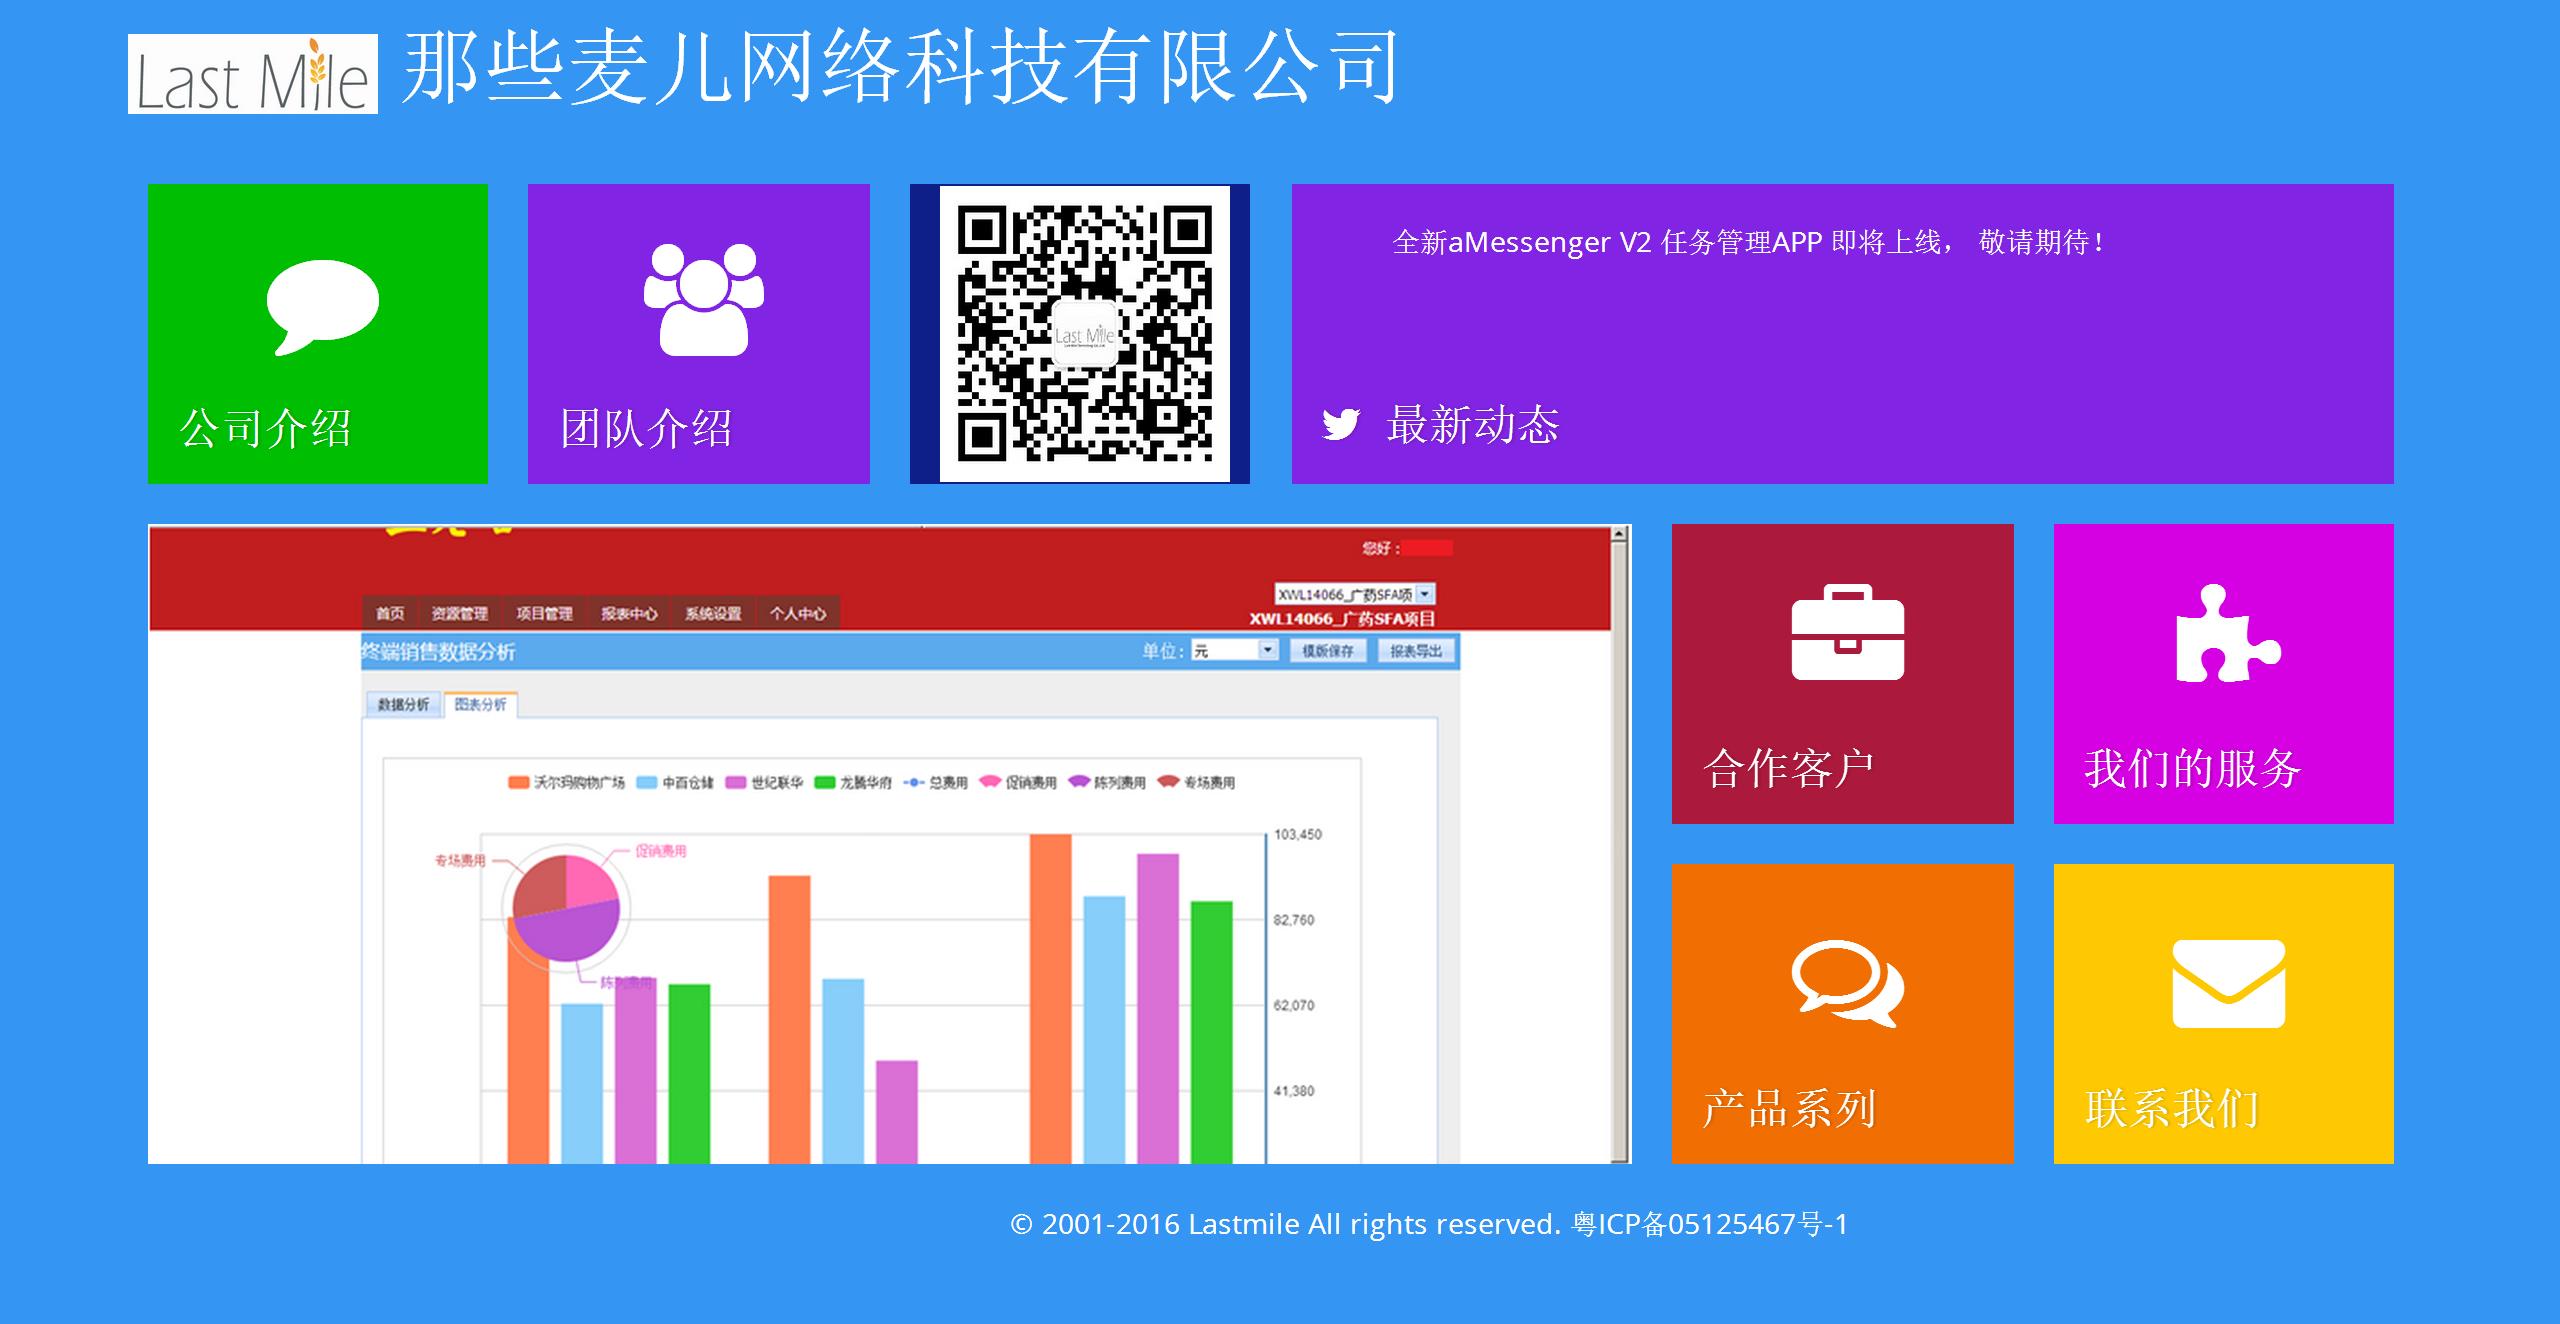 Last Mile
那些麦儿网络科技有限公司
公司介绍
团队介绍
Last Mile
全新aMessenger V2 任务管理APP 即将上线， 敬请期待！
最新动态
您好：
XWL14066_广药SFA项
XWL14066_广药SFA项目
首页 资源管理 项目管理 报表中心 系统设置 个人中心
终端销售数据分析
单位： 元 模版保存 报表导出
数据分析 图表分析
沃尔玛购物广场 中百仓储 世纪联华 龙腾华府 总费用 促销费用 陈列费用 专场费用
103,450
专场费用
促销费用
82,760
陈列费用
62,070
41,380
合作客户
我们的服务
产品系列
联系我们
© 2001-2016 Lastmile All rights reserved. 粤ICP备05125467号-1